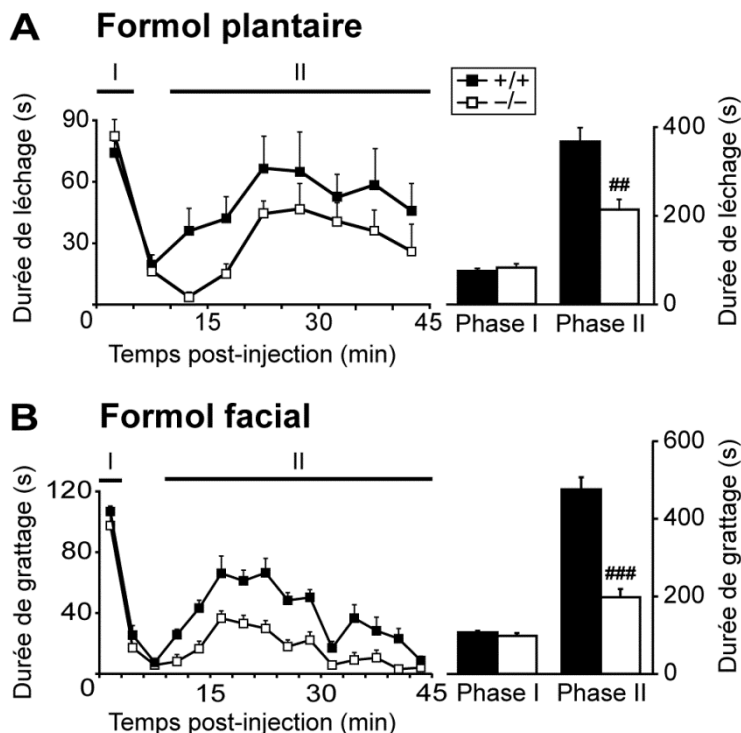 A Formol plantaire
I II
+/+
–/–
Durée de léchage (s)
90
60
30
0 15 30 45
Temps post-injection (min)
##
400
200
0
Durée de léchage (s)
Phase I Phase II
B Formol facial
I II
Durée de grattage (s)
120
80
40
0
0 15 30 45
Temps post-injection (min)
###
600
400
200
0
Durée de grattage (s)
Phase I Phase II